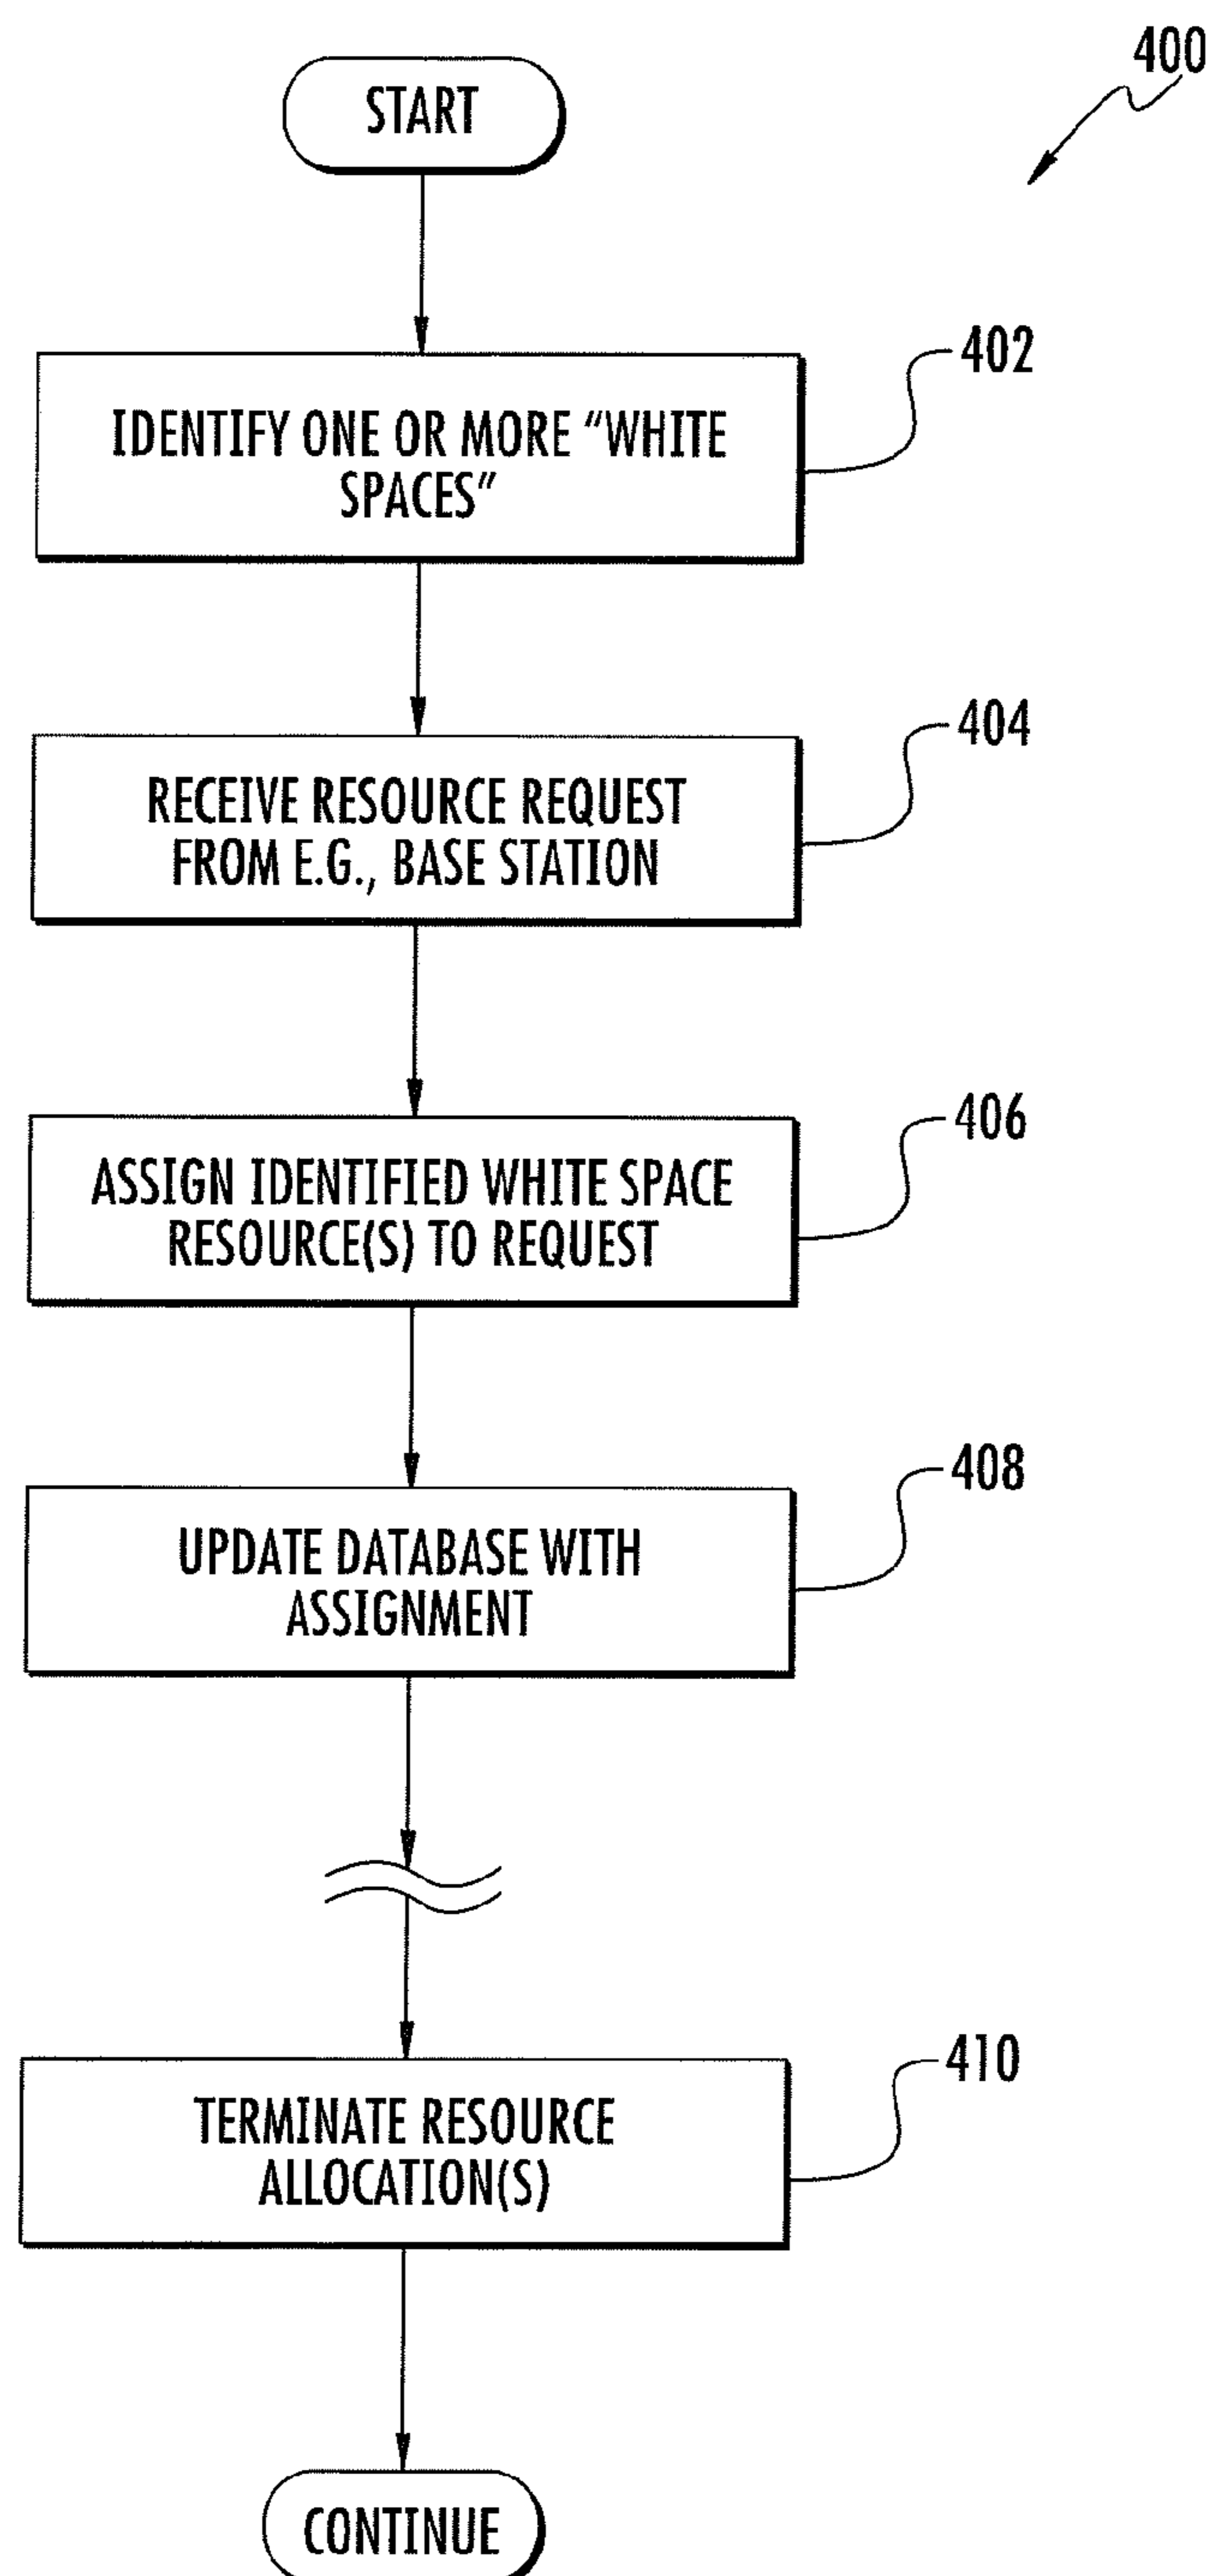 400
START
402
IDENTIFY ONE OR MORE “WHITE
SPACES”
404
RECEIVE RESOURCE REQUEST
FROM E.G., BASE STATION
406
ASSIGN IDENTIFIED WHITE SPACE
RESOURCE(S) TO REQUEST
408
UPDATE DATABASE WITH
ASSIGNMENT
410
TERMINATE RESOURCE
ALLOCATION(S)
CONTINUE